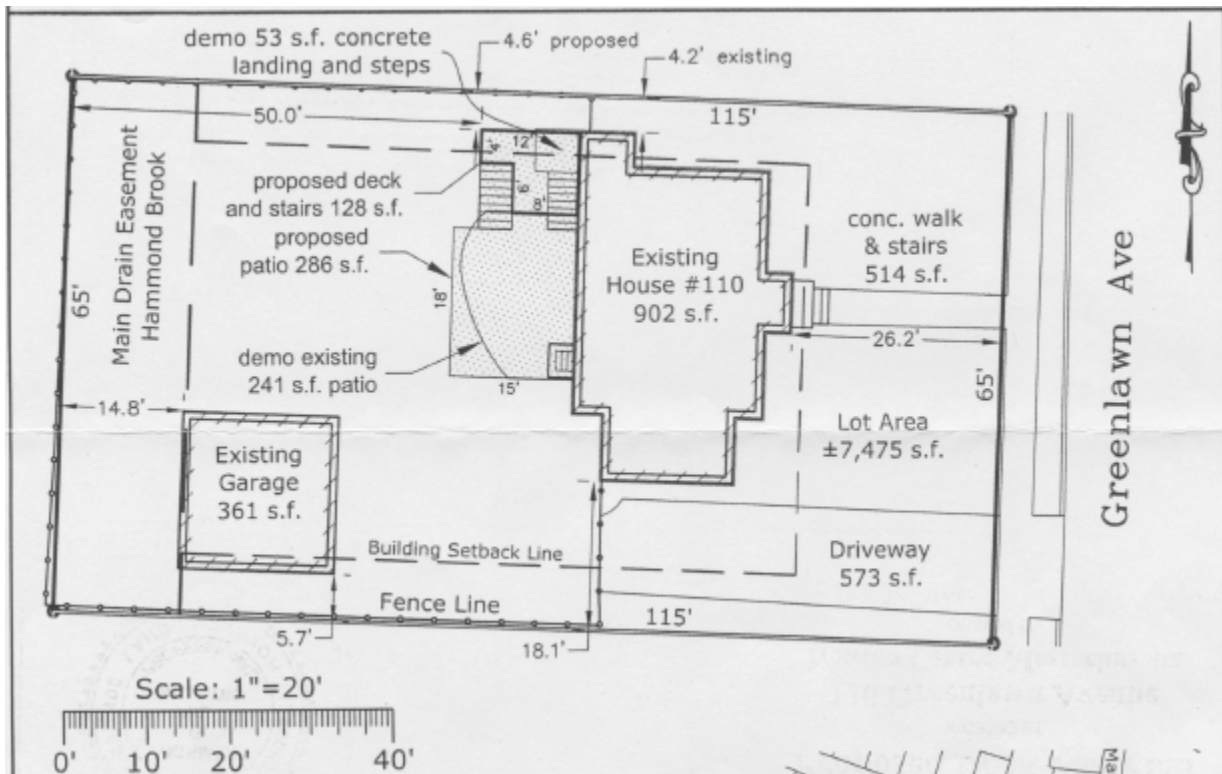 demo 53 s.f. concrete
landing and steps
4.6' proposed
4.2' existing
50.0'
115'
12'
4'
Main Drain Easement
Hammond Brook
proposed deck
and stairs 128 s.f.
6'
8'
proposed
patio 286 s.f.
18'
conc. walk
& stairs
514 s.f.
Existing
House #110
902 s.f.
65'
26.2'
Greenlawn Ave
demo existing
241 s.f. patio
15'
65'
14.8'
Lot Area
±7,475 s.f.
Existing
Garage
361 s.f.
Building Setback Line
Driveway
573 s.f.
Fence Line
115'
5.7'
18.1'
Scale: 1"=20'
0' 10' 20' 40'
Ma